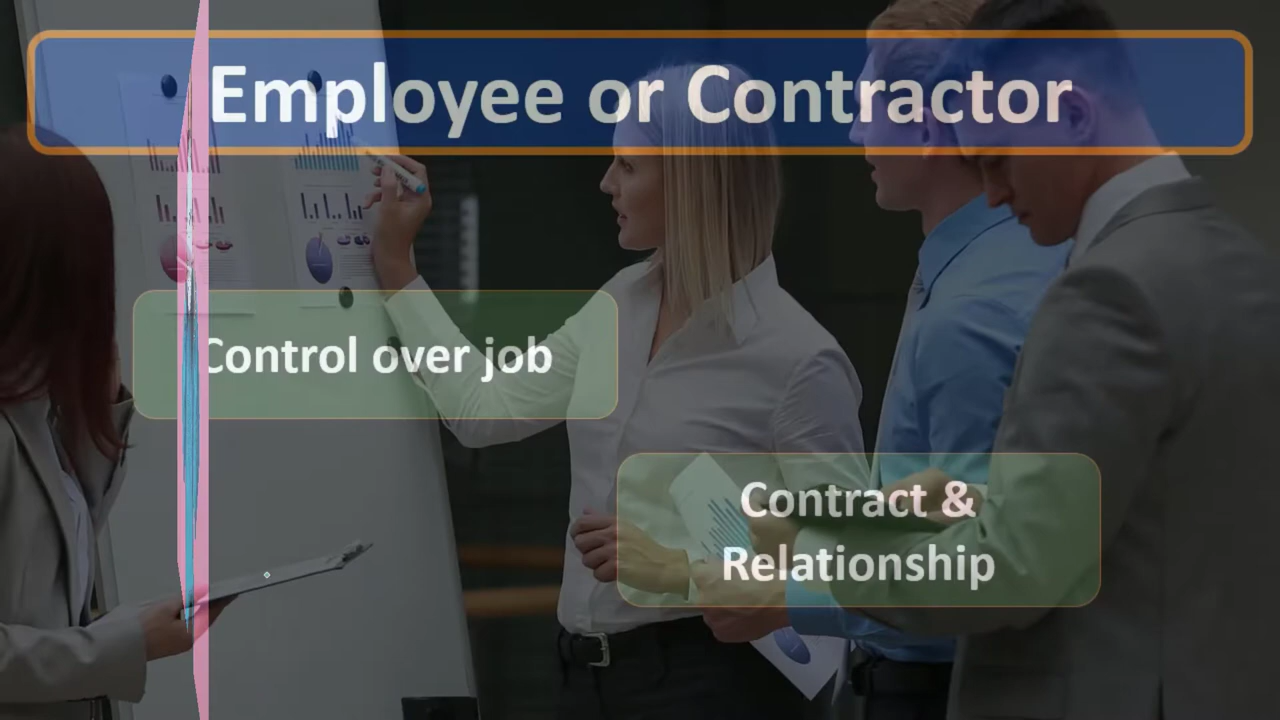 Employee or Contractor
Control over job
Contract &
Relationship